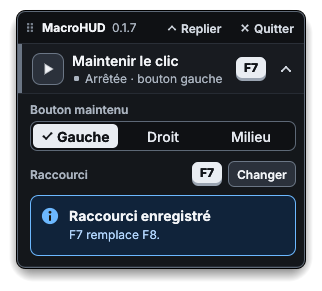 MacroHUD 0.1.7 Replier Quitter
Maintenir le clic
Arrêtée · bouton gauche
F7
Bouton maintenu
Gauche Droit Milieu
Raccourci F7 Changer
Raccourci enregistré
F7 remplace F8.